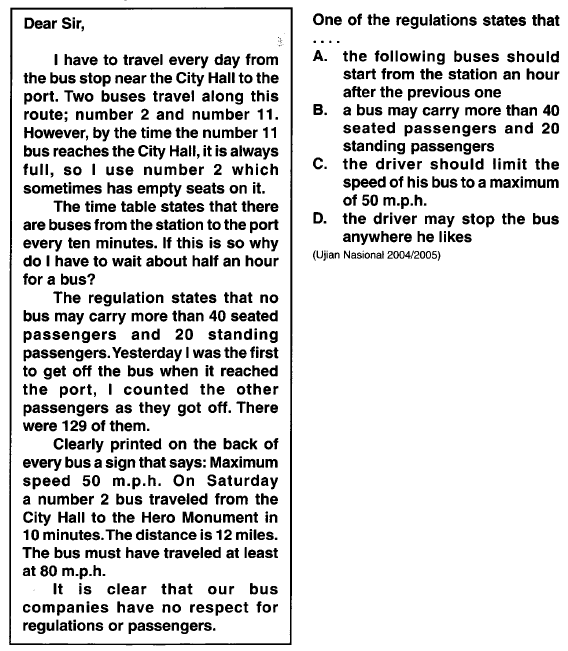 Dear Sir,
I have to travel every day from
the bus stop near the City Hall to the
port. Two buses travel along this
route; number 2 and number 11.
However, by the time the number 11
bus reaches the City Hall, it is always
full, so I use number 2 which
sometimes has empty seats on it.
The time table states that there
are buses from the station to the port
every ten minutes. If this is so why
do I have to wait about half an hour
for a bus?
The regulation states that no
bus may carry more than 40 seated
passengers and 20 standing
passengers. Yesterday I was the first
to get off the bus when it reached
the port, I counted the other
passengers as they got off. There
were 129 of them.
Clearly printed on the back of
every bus a sign that says: Maximum
speed 50 m.p.h. On Saturday
a number 2 bus traveled from the
City Hall to the Hero Monument in
10 minutes. The distance is 12 miles.
The bus must have traveled at least
at 80 m.p.h.
It is clear that our bus
companies have no respect for
regulations or passengers.
One of the regulations states that
....
A. the following buses should
start from the station an hour
after the previous one
B. a bus may carry more than 40
seated passengers and 20
standing passengers
C. the driver should limit the
speed of his bus to a maximum
of 50 m.p.h.
D. the driver may stop the bus
anywhere he likes
(Ujian Nasional 2004/2005)